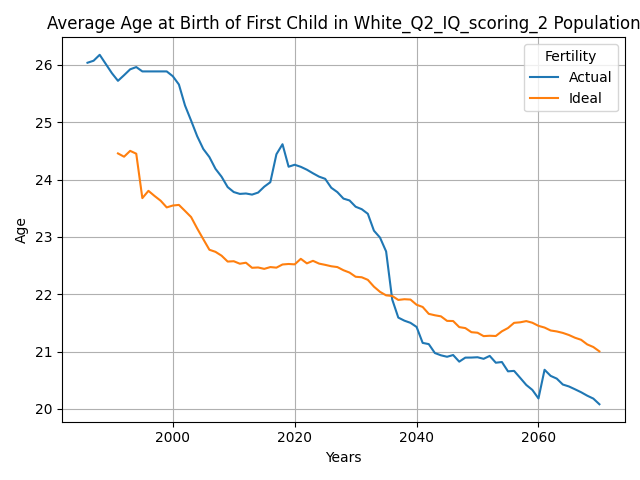 Average Age at Birth of First Child in White_Q2_IQ_scoring_2 Population
Fertility
Actual
Ideal
Age
26
25
24
23
22
21
20
2000
2020
2040
2060
Years